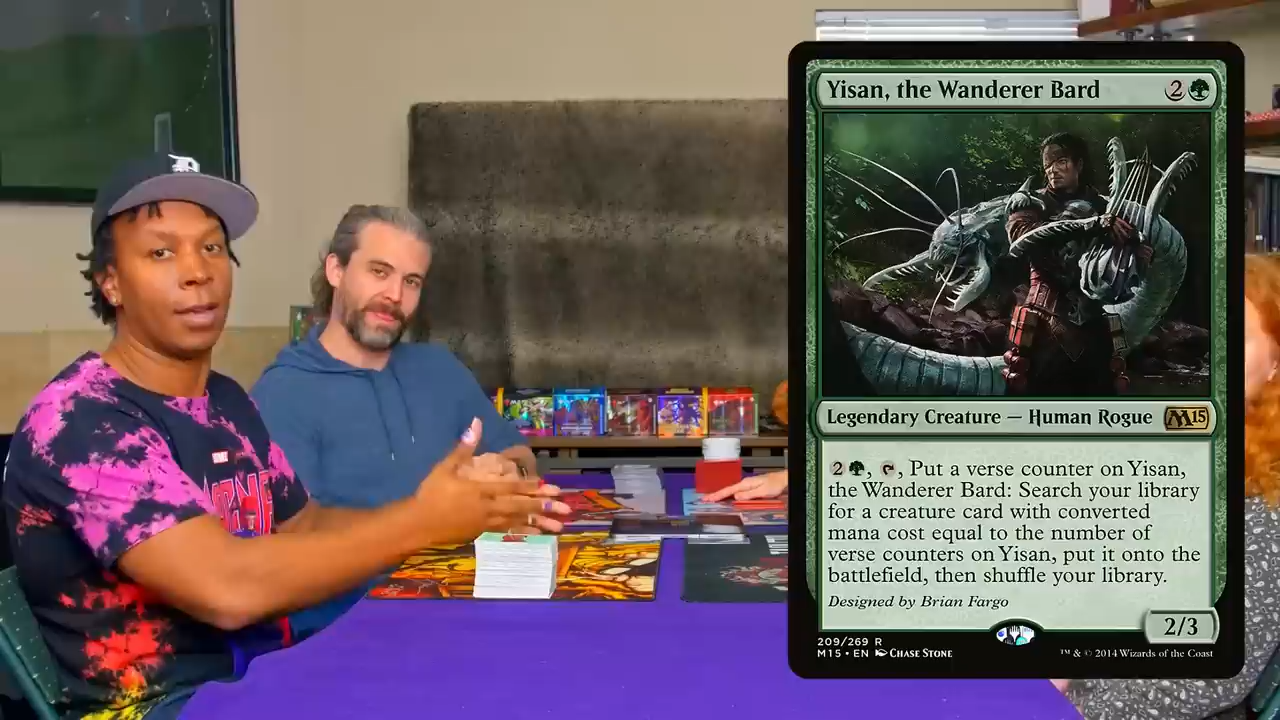 Yisan, the Wanderer Bard 2
Legendary Creature — Human Rogue M15
2, , Put a verse counter on Yisan,
the Wanderer Bard: Search your library
for a creature card with converted
mana cost equal to the number of
verse counters on Yisan, put it onto the
battlefield, then shuffle your library.
Designed by Brian Fargo
2/3
209/269 R
M15 • EN Chase Stone
™ & © 2014 Wizards of the Coast
D